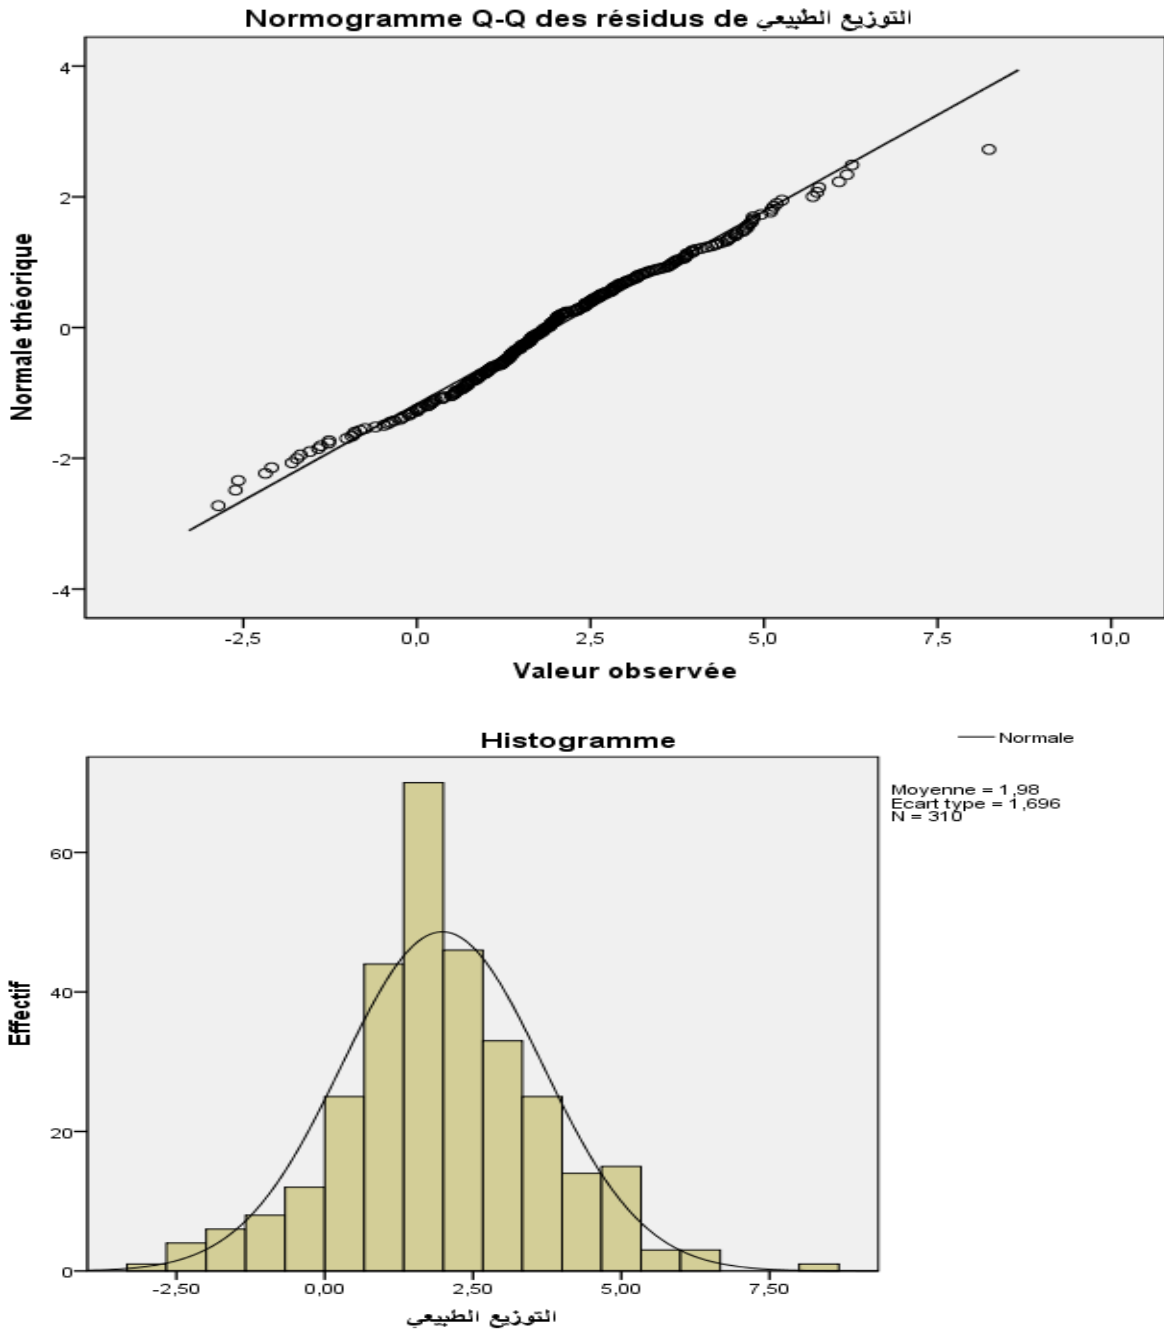 Normogramme Q-Q des résidus de التوزيع الطبيعي
Normale théorique
4
2
0
-2
-4
-2,5 0,0 2,5 5,0 7,5 10,0
Valeur observée
Histogramme
Normale
Moyenne = 1,98
Ecart type = 1,696
N = 310
Effectif
60
40
20
0
-2,50 0,00 2,50 5,00 7,50
التوزيع الطبيعي